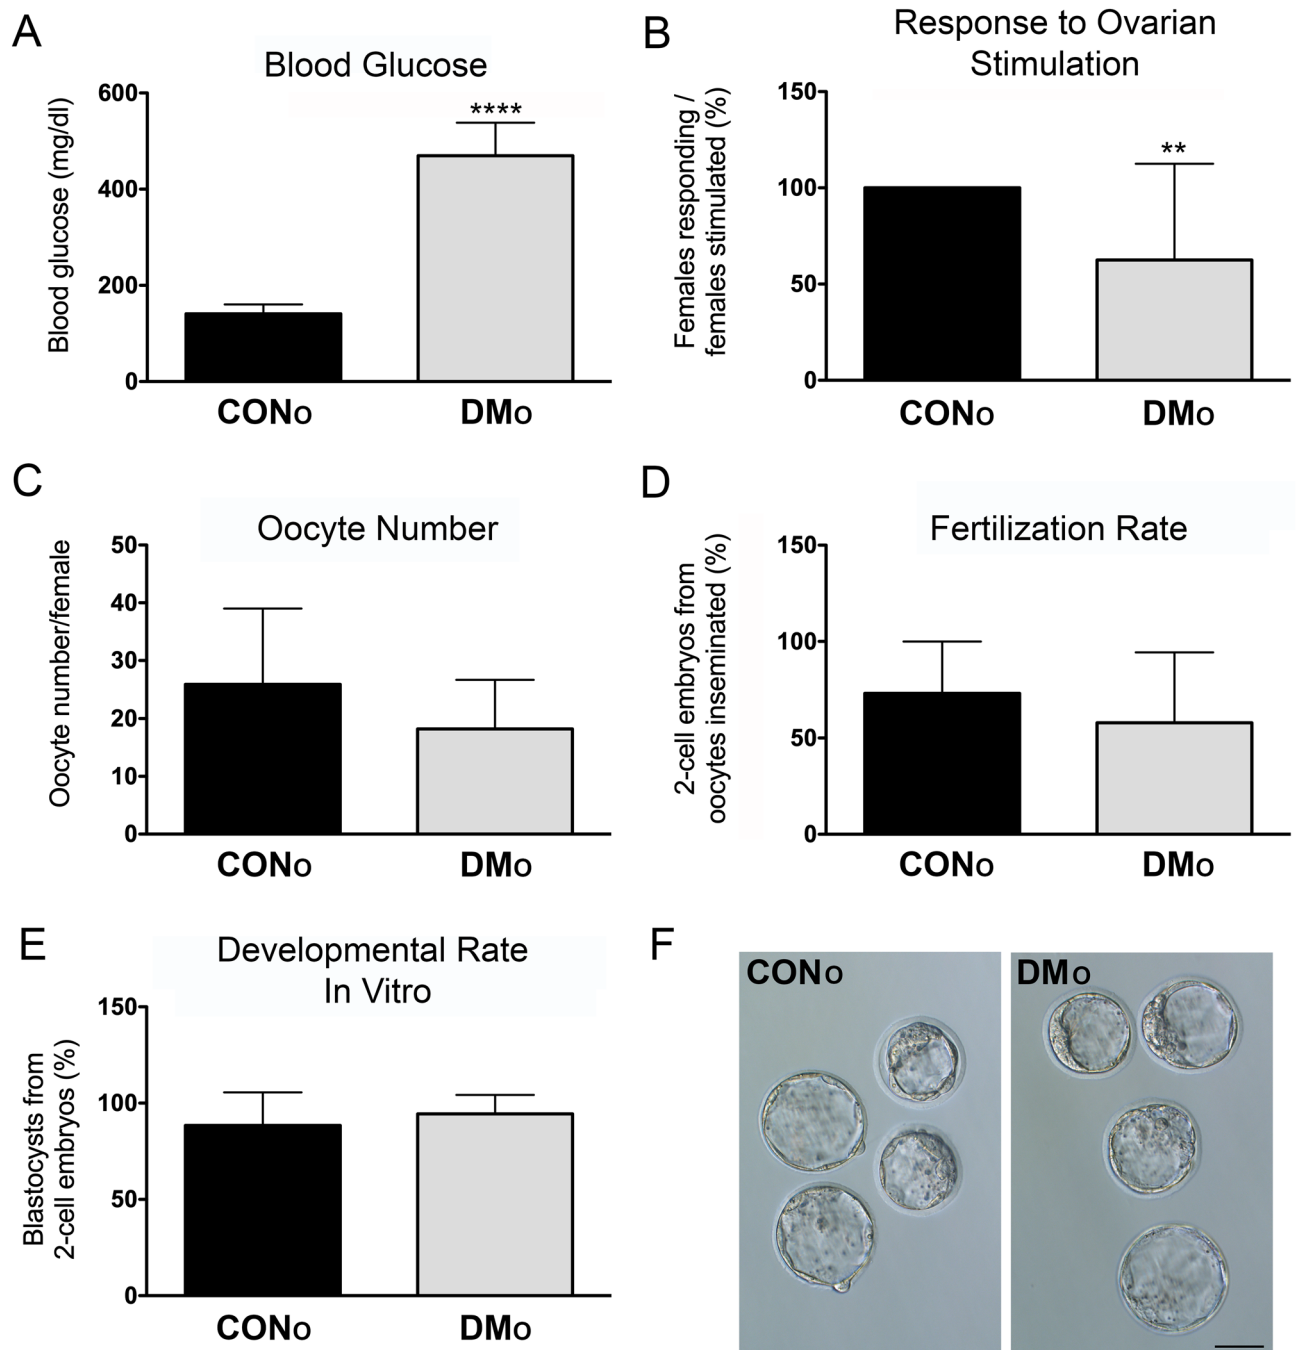 A
Blood Glucose
Blood glucose (mg/dl)
600
400
200
0
****
CONo
DMo
B
Response to Ovarian
Stimulation
Females responding /
females stimulated (%)
150
100
50
0
**
CONo
DMo
C
Oocyte Number
Oocyte number/female
50
40
30
20
10
0
CONo
DMo
D
Fertilization Rate
2-cell embryos from
oocytes inseminated (%)
150
100
50
0
CONo
DMo
E
Developmental Rate
In Vitro
Blastocysts from
2-cell embryos (%)
150
100
50
0
CONo
DMo
F
CONo
DMo